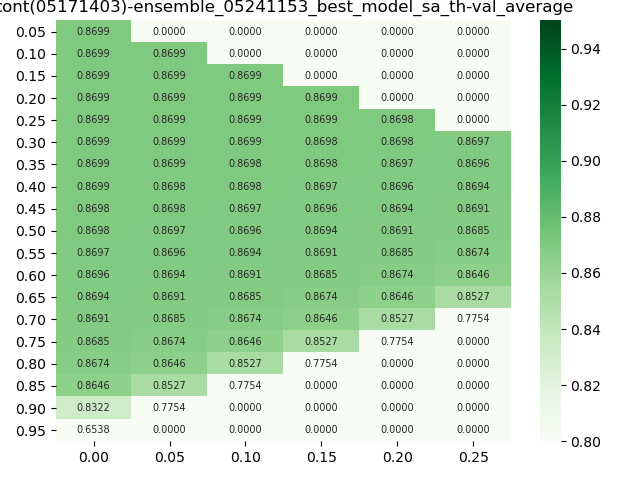 cont(05171403)-ensemble_05241153_best_model_sa_th-val_average
0.05 0.8699 0.0000 0.0000 0.0000 0.0000 0.0000
0.10 0.8699 0.8699 0.0000 0.0000 0.0000 0.0000
0.15 0.8699 0.8699 0.8699 0.0000 0.0000 0.0000
0.20 0.8699 0.8699 0.8699 0.8699 0.0000 0.0000
0.25 0.8699 0.8699 0.8699 0.8699 0.8698 0.0000
0.30 0.8699 0.8699 0.8699 0.8698 0.8698 0.8697
0.35 0.8699 0.8699 0.8698 0.8698 0.8697 0.8696
0.40 0.8699 0.8698 0.8698 0.8697 0.8696 0.8694
0.45 0.8698 0.8698 0.8697 0.8696 0.8694 0.8691
0.50 0.8698 0.8697 0.8696 0.8694 0.8691 0.8685
0.55 0.8697 0.8696 0.8694 0.8691 0.8685 0.8674
0.60 0.8696 0.8694 0.8691 0.8685 0.8674 0.8646
0.65 0.8694 0.8691 0.8685 0.8674 0.8646 0.8527
0.70 0.8691 0.8685 0.8674 0.8646 0.8527 0.7754
0.75 0.8685 0.8674 0.8646 0.8527 0.7754 0.0000
0.80 0.8674 0.8646 0.8527 0.7754 0.0000 0.0000
0.85 0.8646 0.8527 0.7754 0.0000 0.0000 0.0000
0.90 0.8322 0.7754 0.0000 0.0000 0.0000 0.0000
0.95 0.6538 0.0000 0.0000 0.0000 0.0000 0.0000
0.00 0.05 0.10 0.15 0.20 0.25
0.94
0.92
0.90
0.88
0.86
0.84
0.82
0.80